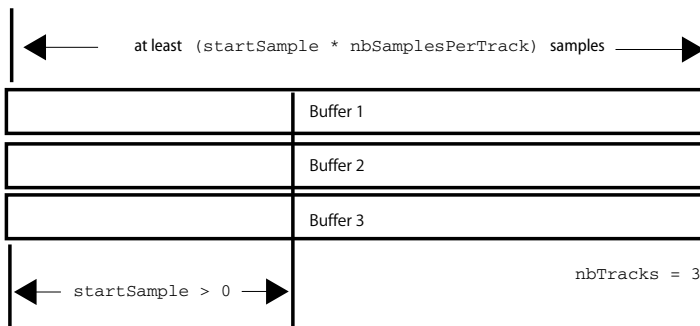 at least (startSample * nbSamplesPerTrack) samples
Buffer 1
Buffer 2
Buffer 3
nbTracks = 3
startSample > 0